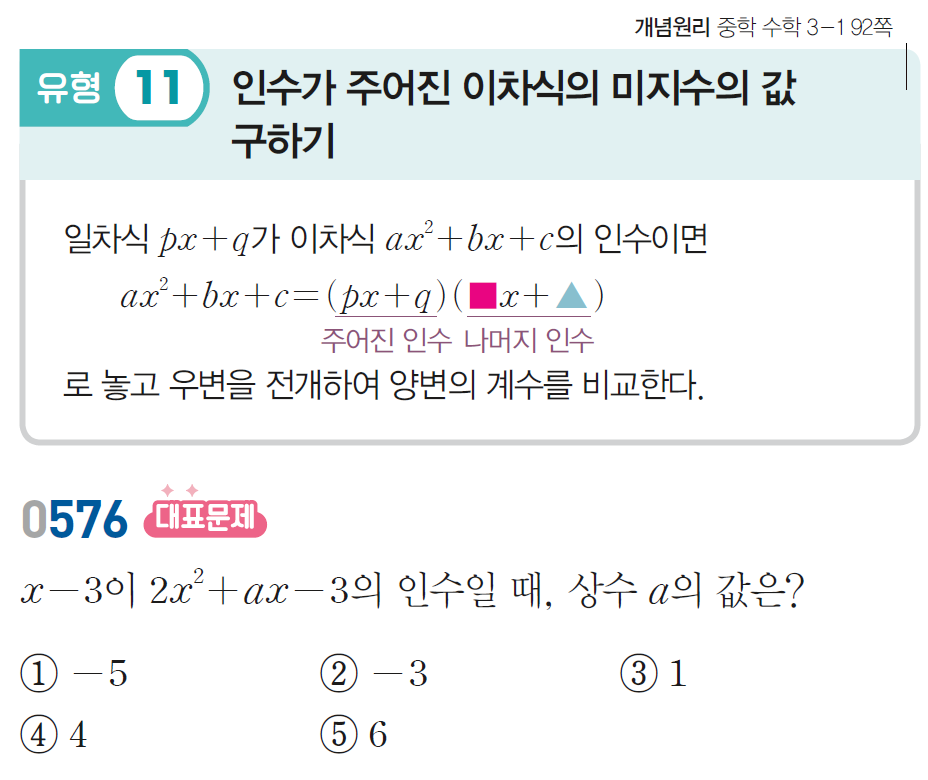 개념원리 중학 수학 3-1 92쪽
유형 11 인수가 주어진 이차식의 미지수의 값
구하기
일차식 px+q가 이차식 ax²+bx+c의 인수이면
ax²+bx+c=(px+q)(■x+▲)
주어진 인수 나머지 인수
로 놓고 우변을 전개하여 양변의 계수를 비교한다.
0576 대표문제
x-3이 2x²+ax-3의 인수일 때, 상수 a의 값은?
① -5 ② -3 ③ 1
④ 4 ⑤ 6